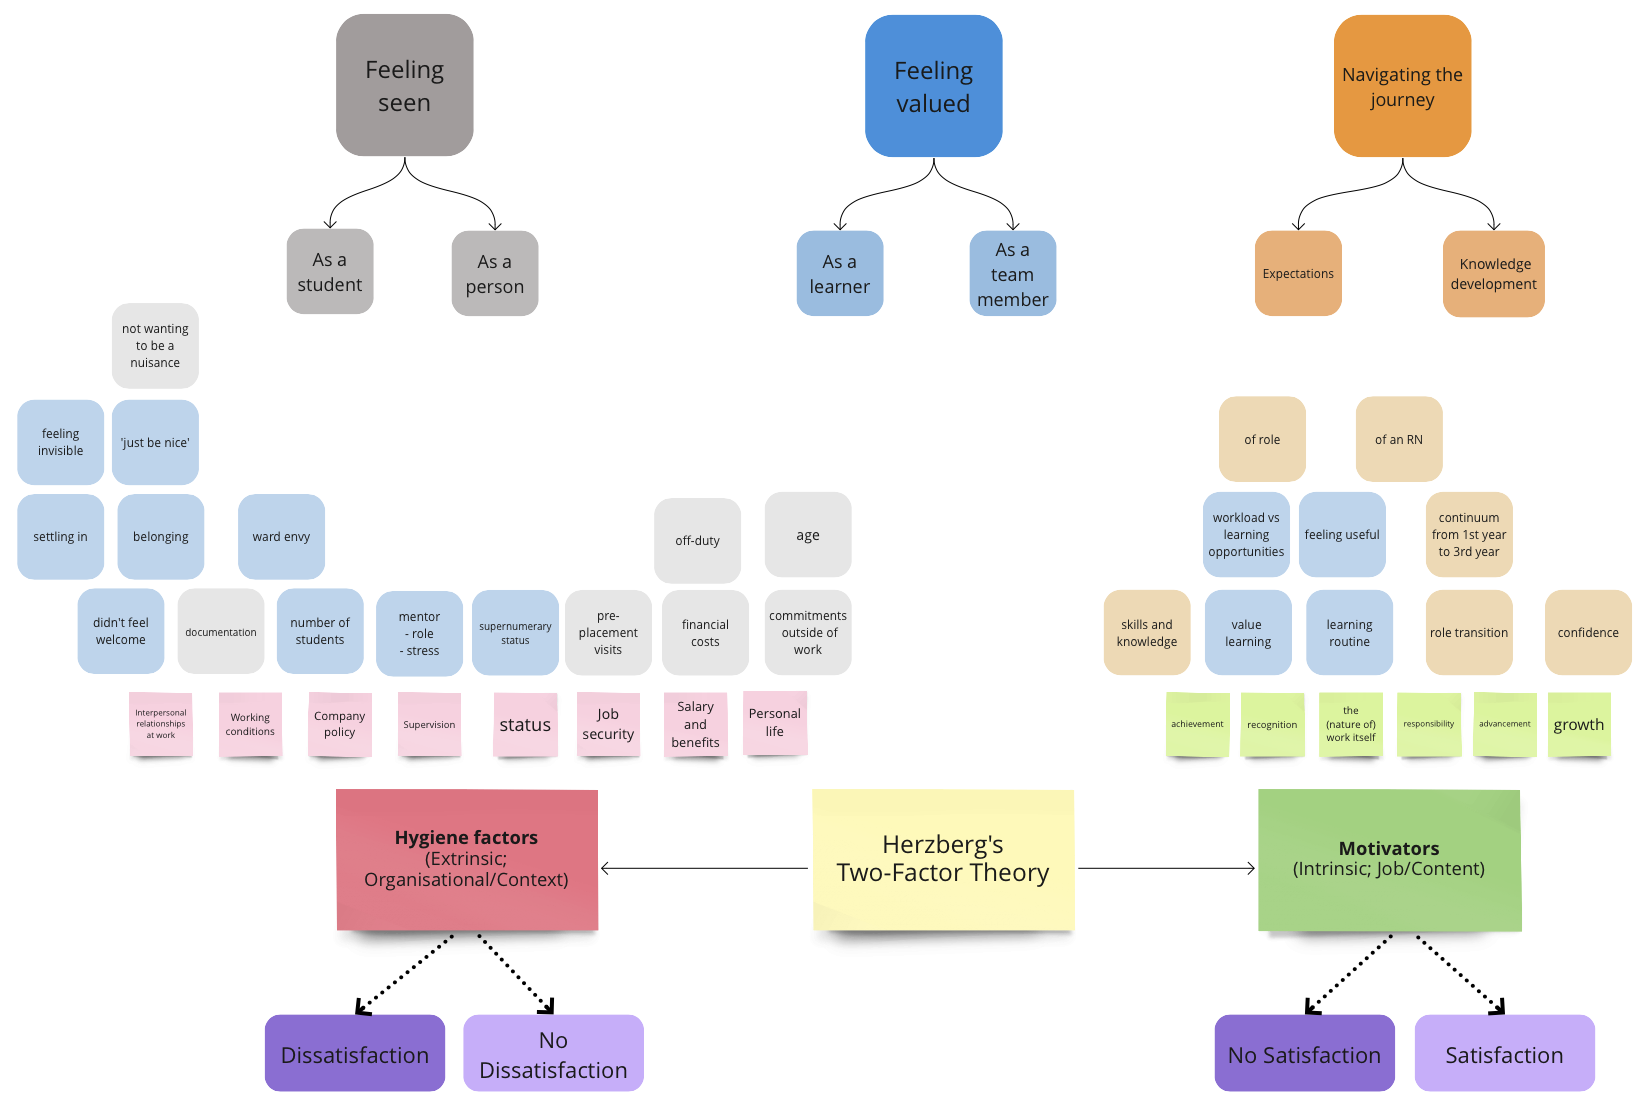 Feeling
seen
Feeling
valued
Navigating the
journey
As a
student
As a
person
As a
learner
As a
team
member
Expectations
Knowledge
development
not wanting
to be a
nuisance
feeling
invisible
'just be nice'
of role
of an RN
settling in
belonging
ward envy
off-duty
age
workload vs
learning
opportunities
feeling useful
continuum
from 1st year
to 3rd year
didn't feel
welcome
documentation
number of
students
mentor
- role
- stress
supernumerary
status
pre-
placement
visits
financial
costs
commitments
outside of
work
skills and
knowledge
value
learning
learning
routine
role transition
confidence
Interpersonal
relationships
at work
Working
conditions
Company
policy
Supervision
status
Job
security
Salary
and
benefits
Personal
life
achievement
recognition
the
(nature of)
work itself
responsibility
advancement
growth
Hygiene factors
(Extrinsic;
Organisational/Context)
Herzberg's
Two-Factor Theory
Motivators
(Intrinsic; Job/Content)
Dissatisfaction
No
Dissatisfaction
No Satisfaction
Satisfaction